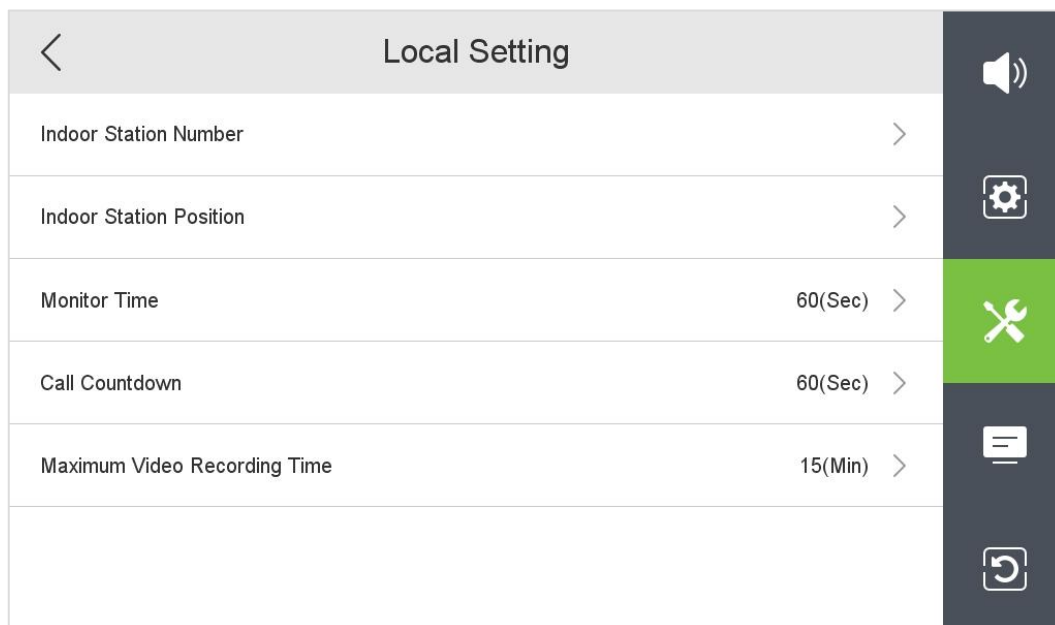 Local Setting
Indoor Station Number
Indoor Station Position
Monitor Time 60(Sec)
Call Countdown 60(Sec)
Maximum Video Recording Time 15(Min)